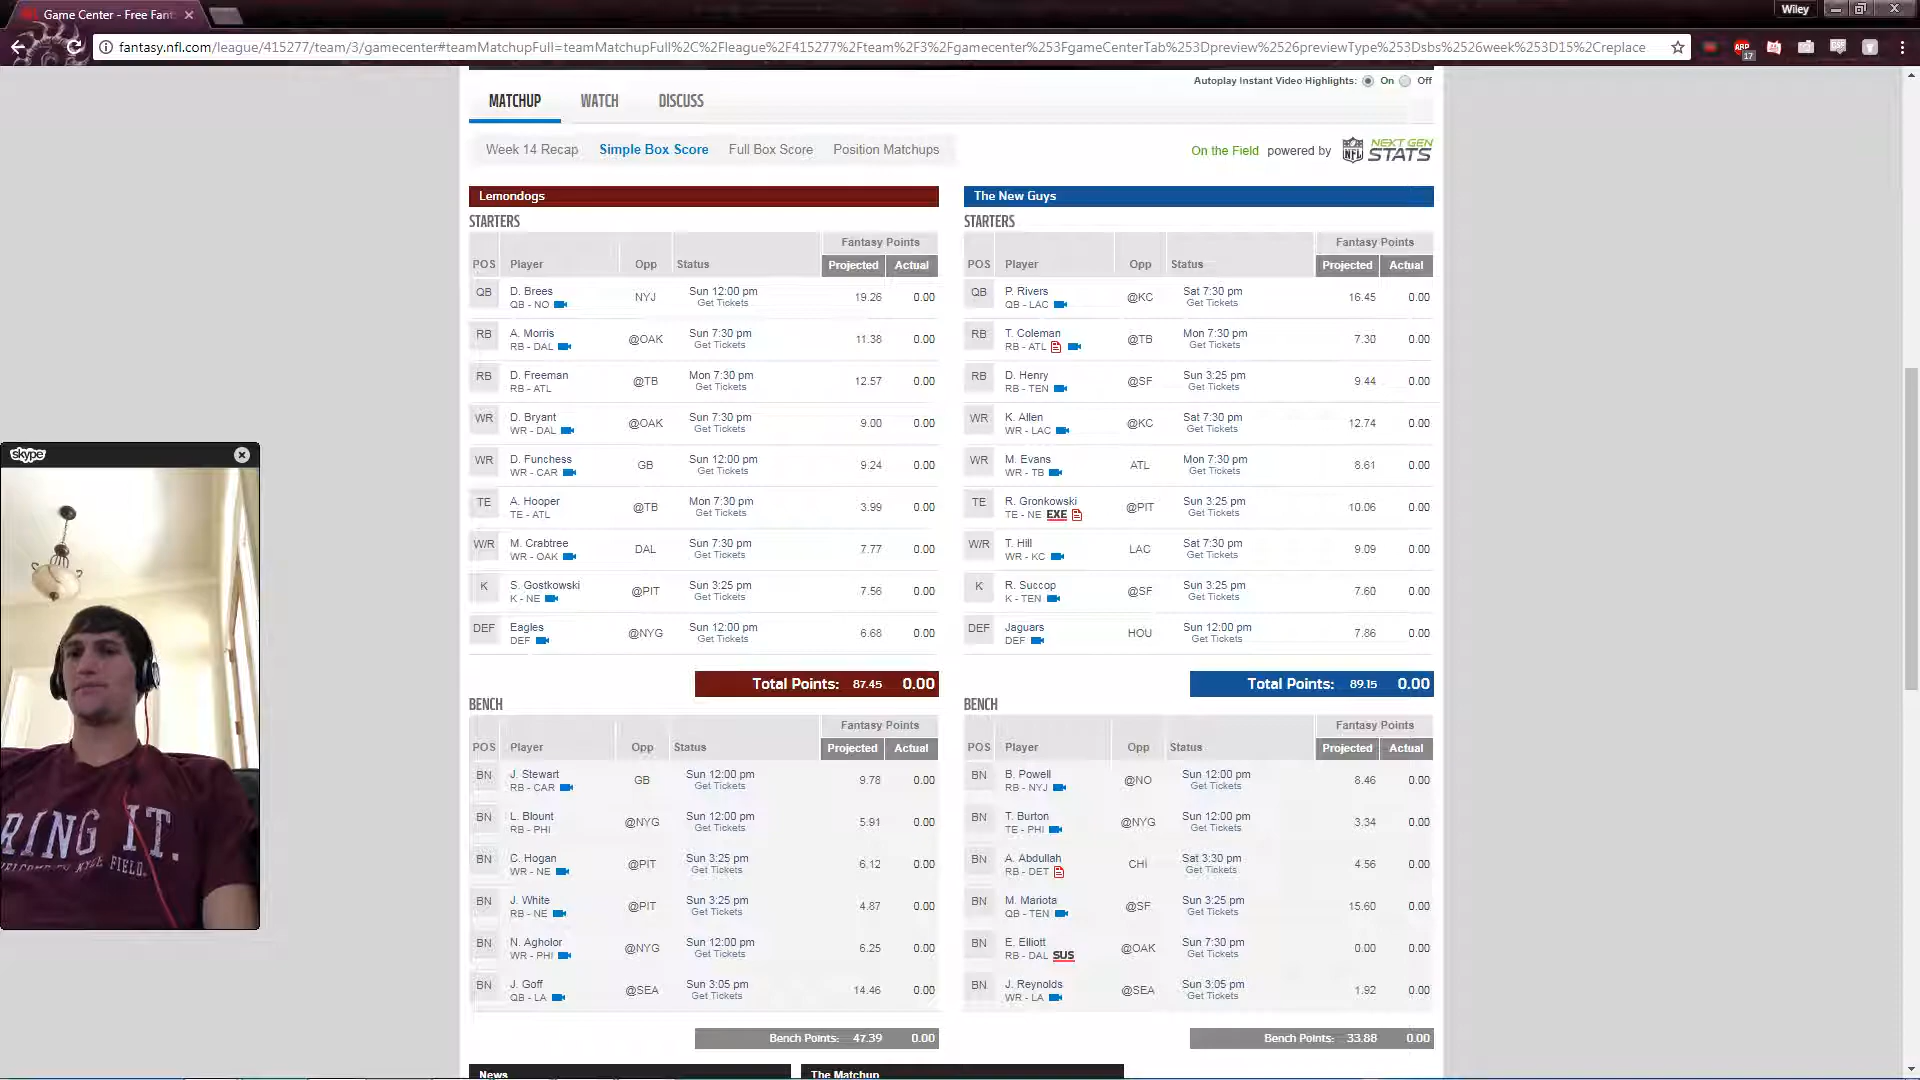 Game Center - Free Fant
Wiley
fantasy.nfl.com/league/415277/team/3/gamecenter#teamMatchupFull=teamMatchupFull%2C%2Fleague%2F415277%2Fteam%2F3%2Fgamecenter%253FgameCenterTab%253Dpreview%2526previewType%253Dsbs%2526week%253D15%2Creplace
ABP
17
Autoplay Instant Video Highlights: On Off
MATCHUP WATCH DISCUSS
Week 14 Recap Simple Box Score Full Box Score Position Matchups
On the Field powered by NFL NEXT GEN STATS
Lemondogs
STARTERS
Fantasy Points
POS Player Opp Status Projected Actual
QB D. Brees NYJ Sun 12:00 pm 19.26 0.00
QB - NO Get Tickets
RB A. Morris @OAK Sun 7:30 pm 11.38 0.00
RB - DAL Get Tickets
RB D. Freeman @TB Mon 7:30 pm 12.57 0.00
RB - ATL Get Tickets
WR D. Bryant @OAK Sun 7:30 pm 9.00 0.00
WR - DAL Get Tickets
WR D. Funchess GB Sun 12:00 pm 9.24 0.00
WR - CAR Get Tickets
TE A. Hooper @TB Mon 7:30 pm 3.99 0.00
TE - ATL Get Tickets
W/R M. Crabtree DAL Sun 7:30 pm 7.77 0.00
WR - OAK Get Tickets
K S. Gostkowski @PIT Sun 3:25 pm 7.56 0.00
K - NE Get Tickets
DEF Eagles @NYG Sun 12:00 pm 6.68 0.00
DEF Get Tickets
Total Points: 87.45 0.00
BENCH
Fantasy Points
POS Player Opp Status Projected Actual
BN J. Stewart GB Sun 12:00 pm 9.78 0.00
RB - CAR Get Tickets
BN L. Blount @NYG Sun 12:00 pm 5.91 0.00
RB - PHI Get Tickets
BN C. Hogan @PIT Sun 3:25 pm 6.12 0.00
WR - NE Get Tickets
BN J. White @PIT Sun 3:25 pm 4.87 0.00
RB - NE Get Tickets
BN N. Agholor @NYG Sun 12:00 pm 6.25 0.00
WR - PHI Get Tickets
BN J. Goff @SEA Sun 3:05 pm 14.46 0.00
QB - LA Get Tickets
Bench Points: 47.39 0.00
The New Guys
STARTERS
Fantasy Points
POS Player Opp Status Projected Actual
QB P. Rivers @KC Sat 7:30 pm 16.45 0.00
QB - LAC Get Tickets
RB T. Coleman @TB Mon 7:30 pm 7.30 0.00
RB - ATL Get Tickets
RB D. Henry @SF Sun 3:25 pm 9.44 0.00
RB - TEN Get Tickets
WR K. Allen @KC Sat 7:30 pm 12.74 0.00
WR - LAC Get Tickets
WR M. Evans ATL Mon 7:30 pm 8.61 0.00
WR - TB Get Tickets
TE R. Gronkowski @PIT Sun 3:25 pm 10.06 0.00
TE - NE EXE Get Tickets
W/R T. Hill LAC Sat 7:30 pm 9.09 0.00
WR - KC Get Tickets
K R. Succop @SF Sun 3:25 pm 7.60 0.00
K - TEN Get Tickets
DEF Jaguars HOU Sun 12:00 pm 7.86 0.00
DEF Get Tickets
Total Points: 89.15 0.00
BENCH
Fantasy Points
POS Player Opp Status Projected Actual
BN B. Powell @NO Sun 12:00 pm 8.46 0.00
RB - NYJ Get Tickets
BN T. Burton @NYG Sun 12:00 pm 3.34 0.00
TE - PHI Get Tickets
BN A. Abdullah CHI Sat 3:30 pm 4.56 0.00
RB - DET Get Tickets
BN M. Mariota @SF Sun 3:25 pm 15.60 0.00
QB - TEN Get Tickets
BN E. Elliott @OAK Sun 7:30 pm 0.00 0.00
RB - DAL SUS Get Tickets
BN J. Reynolds @SEA Sun 3:05 pm 1.92 0.00
WR - LA Get Tickets
Bench Points: 33.88 0.00
News
The Matchup
skype
RING IT.
FIELD.